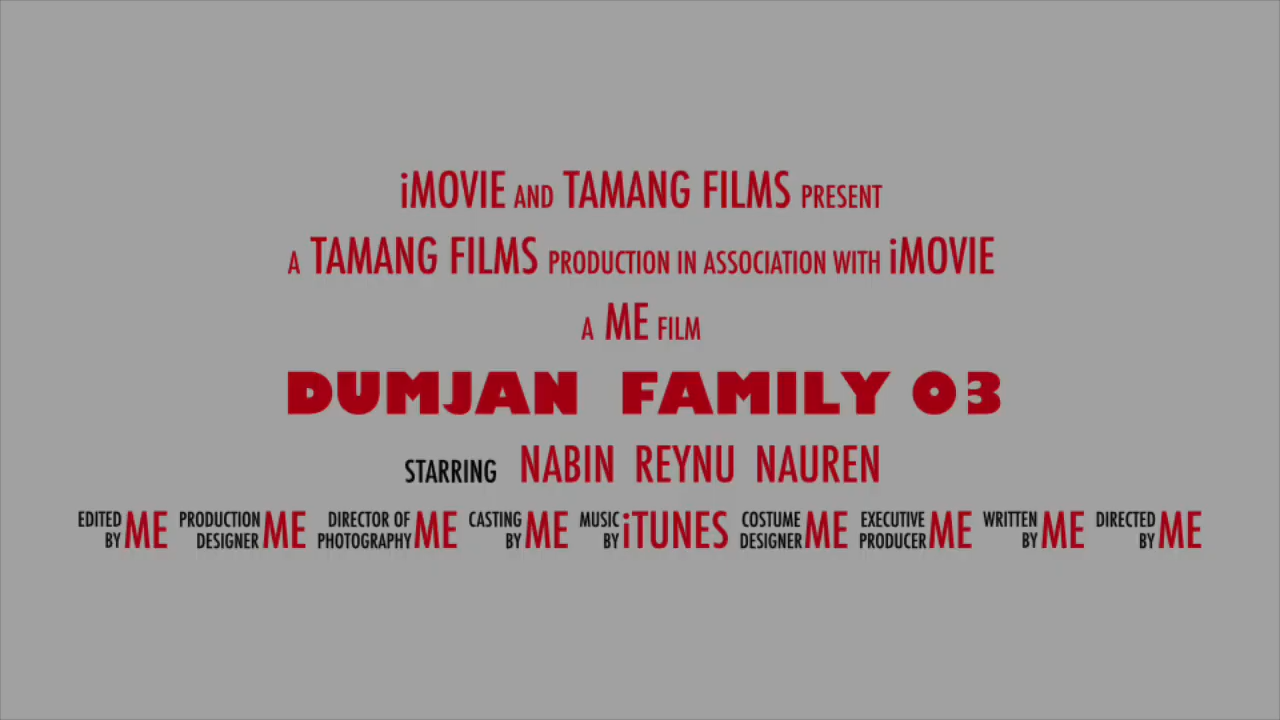 iMOVIE AND TAMANG FILMS PRESENT
A TAMANG FILMS PRODUCTION IN ASSOCIATION WITH iMOVIE
A ME FILM
DUMJAN FAMILY 03
STARRING NABIN REYNU NAUREN
EDITED BY ME PRODUCTION DESIGNER ME DIRECTOR OF PHOTOGRAPHY ME CASTING BY ME MUSIC BY iTUNES COSTUME DESIGNER ME EXECUTIVE PRODUCER ME WRITTEN BY ME DIRECTED BY ME